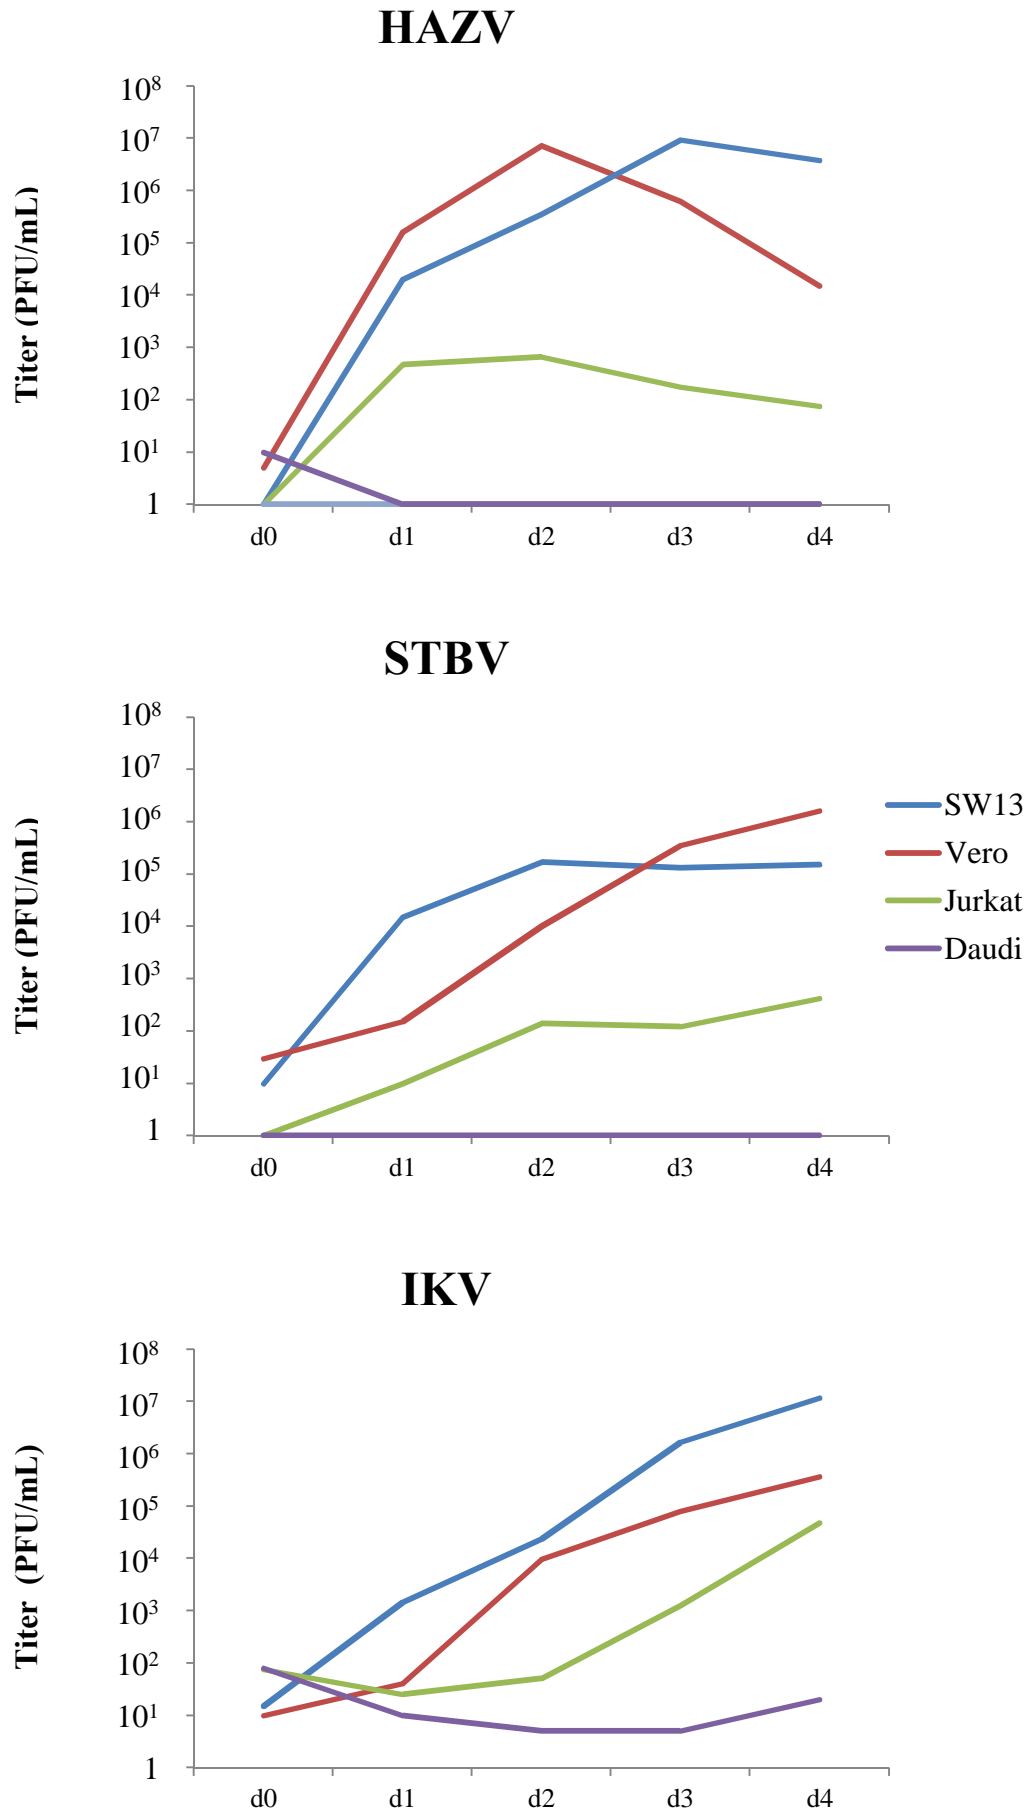 HAZV
10⁸
10⁷
10⁶
10⁵
10⁴
10³
10²
10¹
1
Titer (PFU/mL)
d0 d1 d2 d3 d4
STBV
10⁸
10⁷
10⁶
10⁵
10⁴
10³
10²
10¹
1
Titer (PFU/mL)
d0 d1 d2 d3 d4
SW13
Vero
Jurkat
Daudi
IKV
10⁸
10⁷
10⁶
10⁵
10⁴
10³
10²
10¹
1
Titer (PFU/mL)
d0 d1 d2 d3 d4